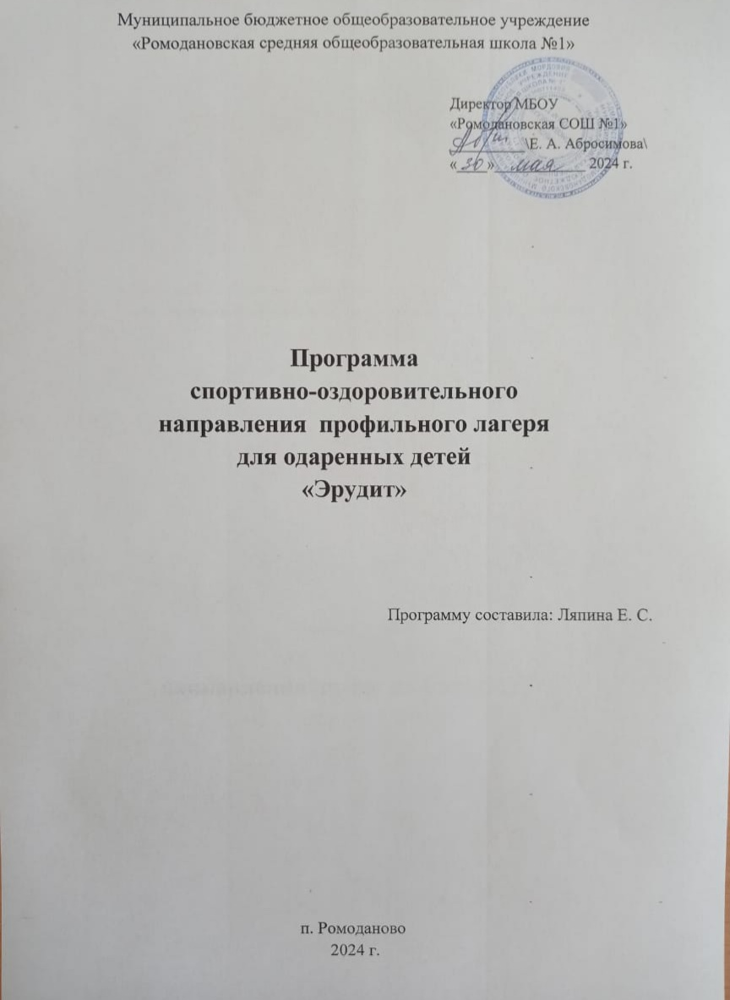 Муниципальное бюджетное общеобразовательное учреждение
«Ромодановская средняя общеобразовательная школа №1»
Директор МБОУ
«Ромодановская СОШ №1»
\Е. А. Абросимова\
«30» мая 2024 г.
Программа
спортивно-оздоровительного
направления профильного лагеря
для одаренных детей
«Эрудит»
Программу составила: Ляпина Е. С.
п. Ромоданово
2024 г.